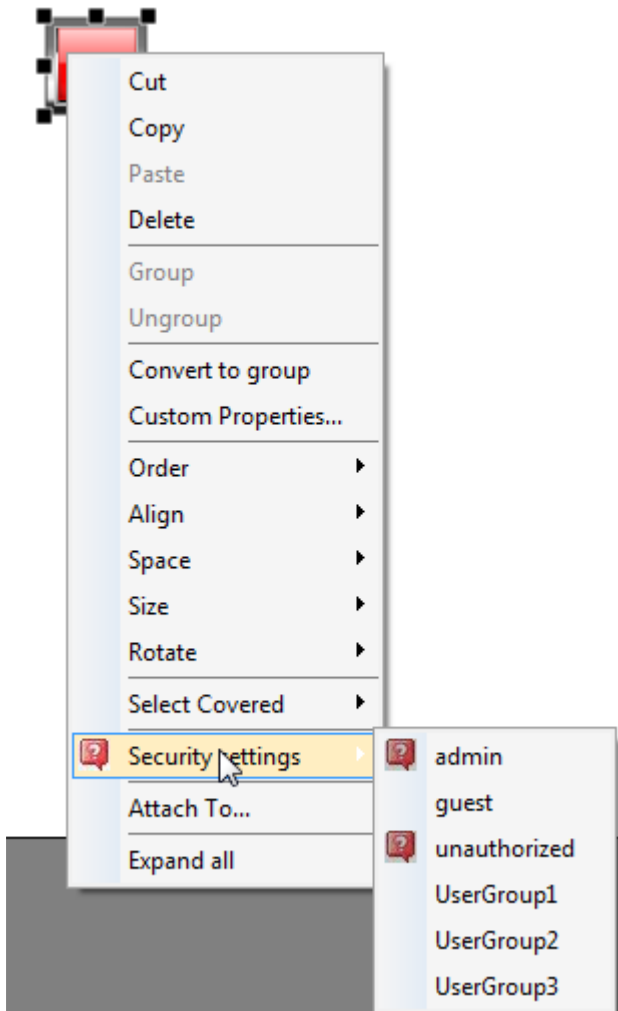 Cut
Copy
Paste
Delete
Group
Ungroup
Convert to group
Custom Properties...
Order
Align
Space
Size
Rotate
Select Covered
Security settings
Attach To...
Expand all
admin
guest
unauthorized
UserGroup1
UserGroup2
UserGroup3